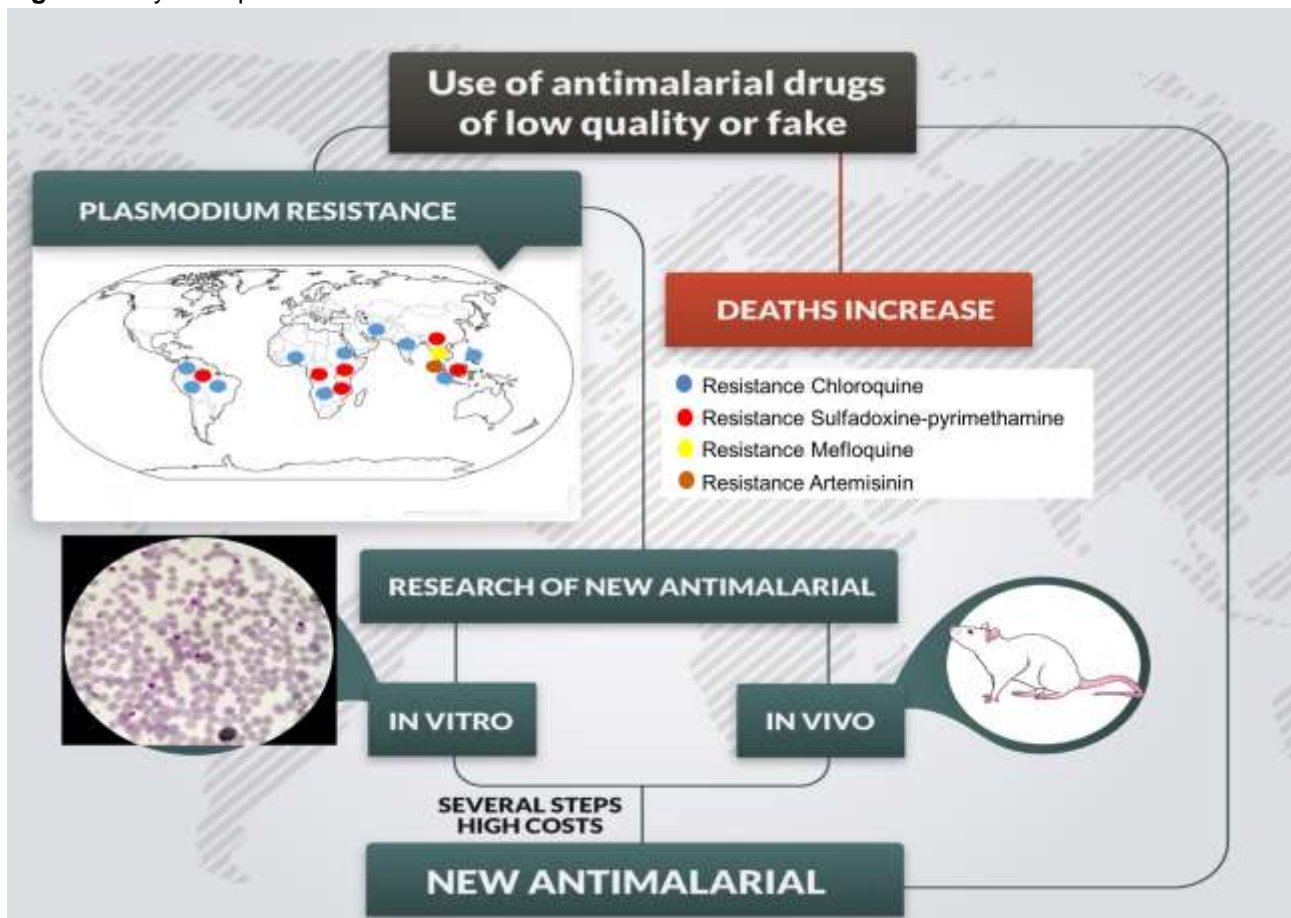 Use of antimalarial drugs
of low quality or fake
PLASMODIUM RESISTANCE
DEATHS INCREASE
Resistance Chloroquine
Resistance Sulfadoxine-pyrimethamine
Resistance Mefloquine
Resistance Artemisinin
RESEARCH OF NEW ANTIMALARIAL
IN VITRO
IN VIVO
SEVERAL STEPS
HIGH COSTS
NEW ANTIMALARIAL